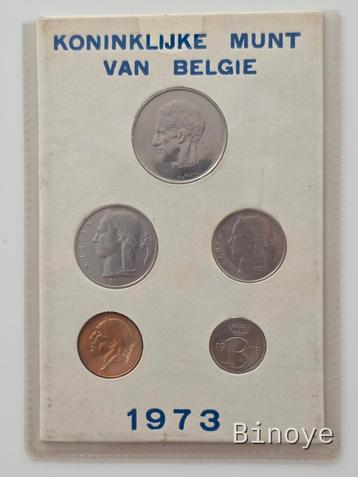 KONINKLIJKE MUNT
VAN BELGIE
1973
Binoye